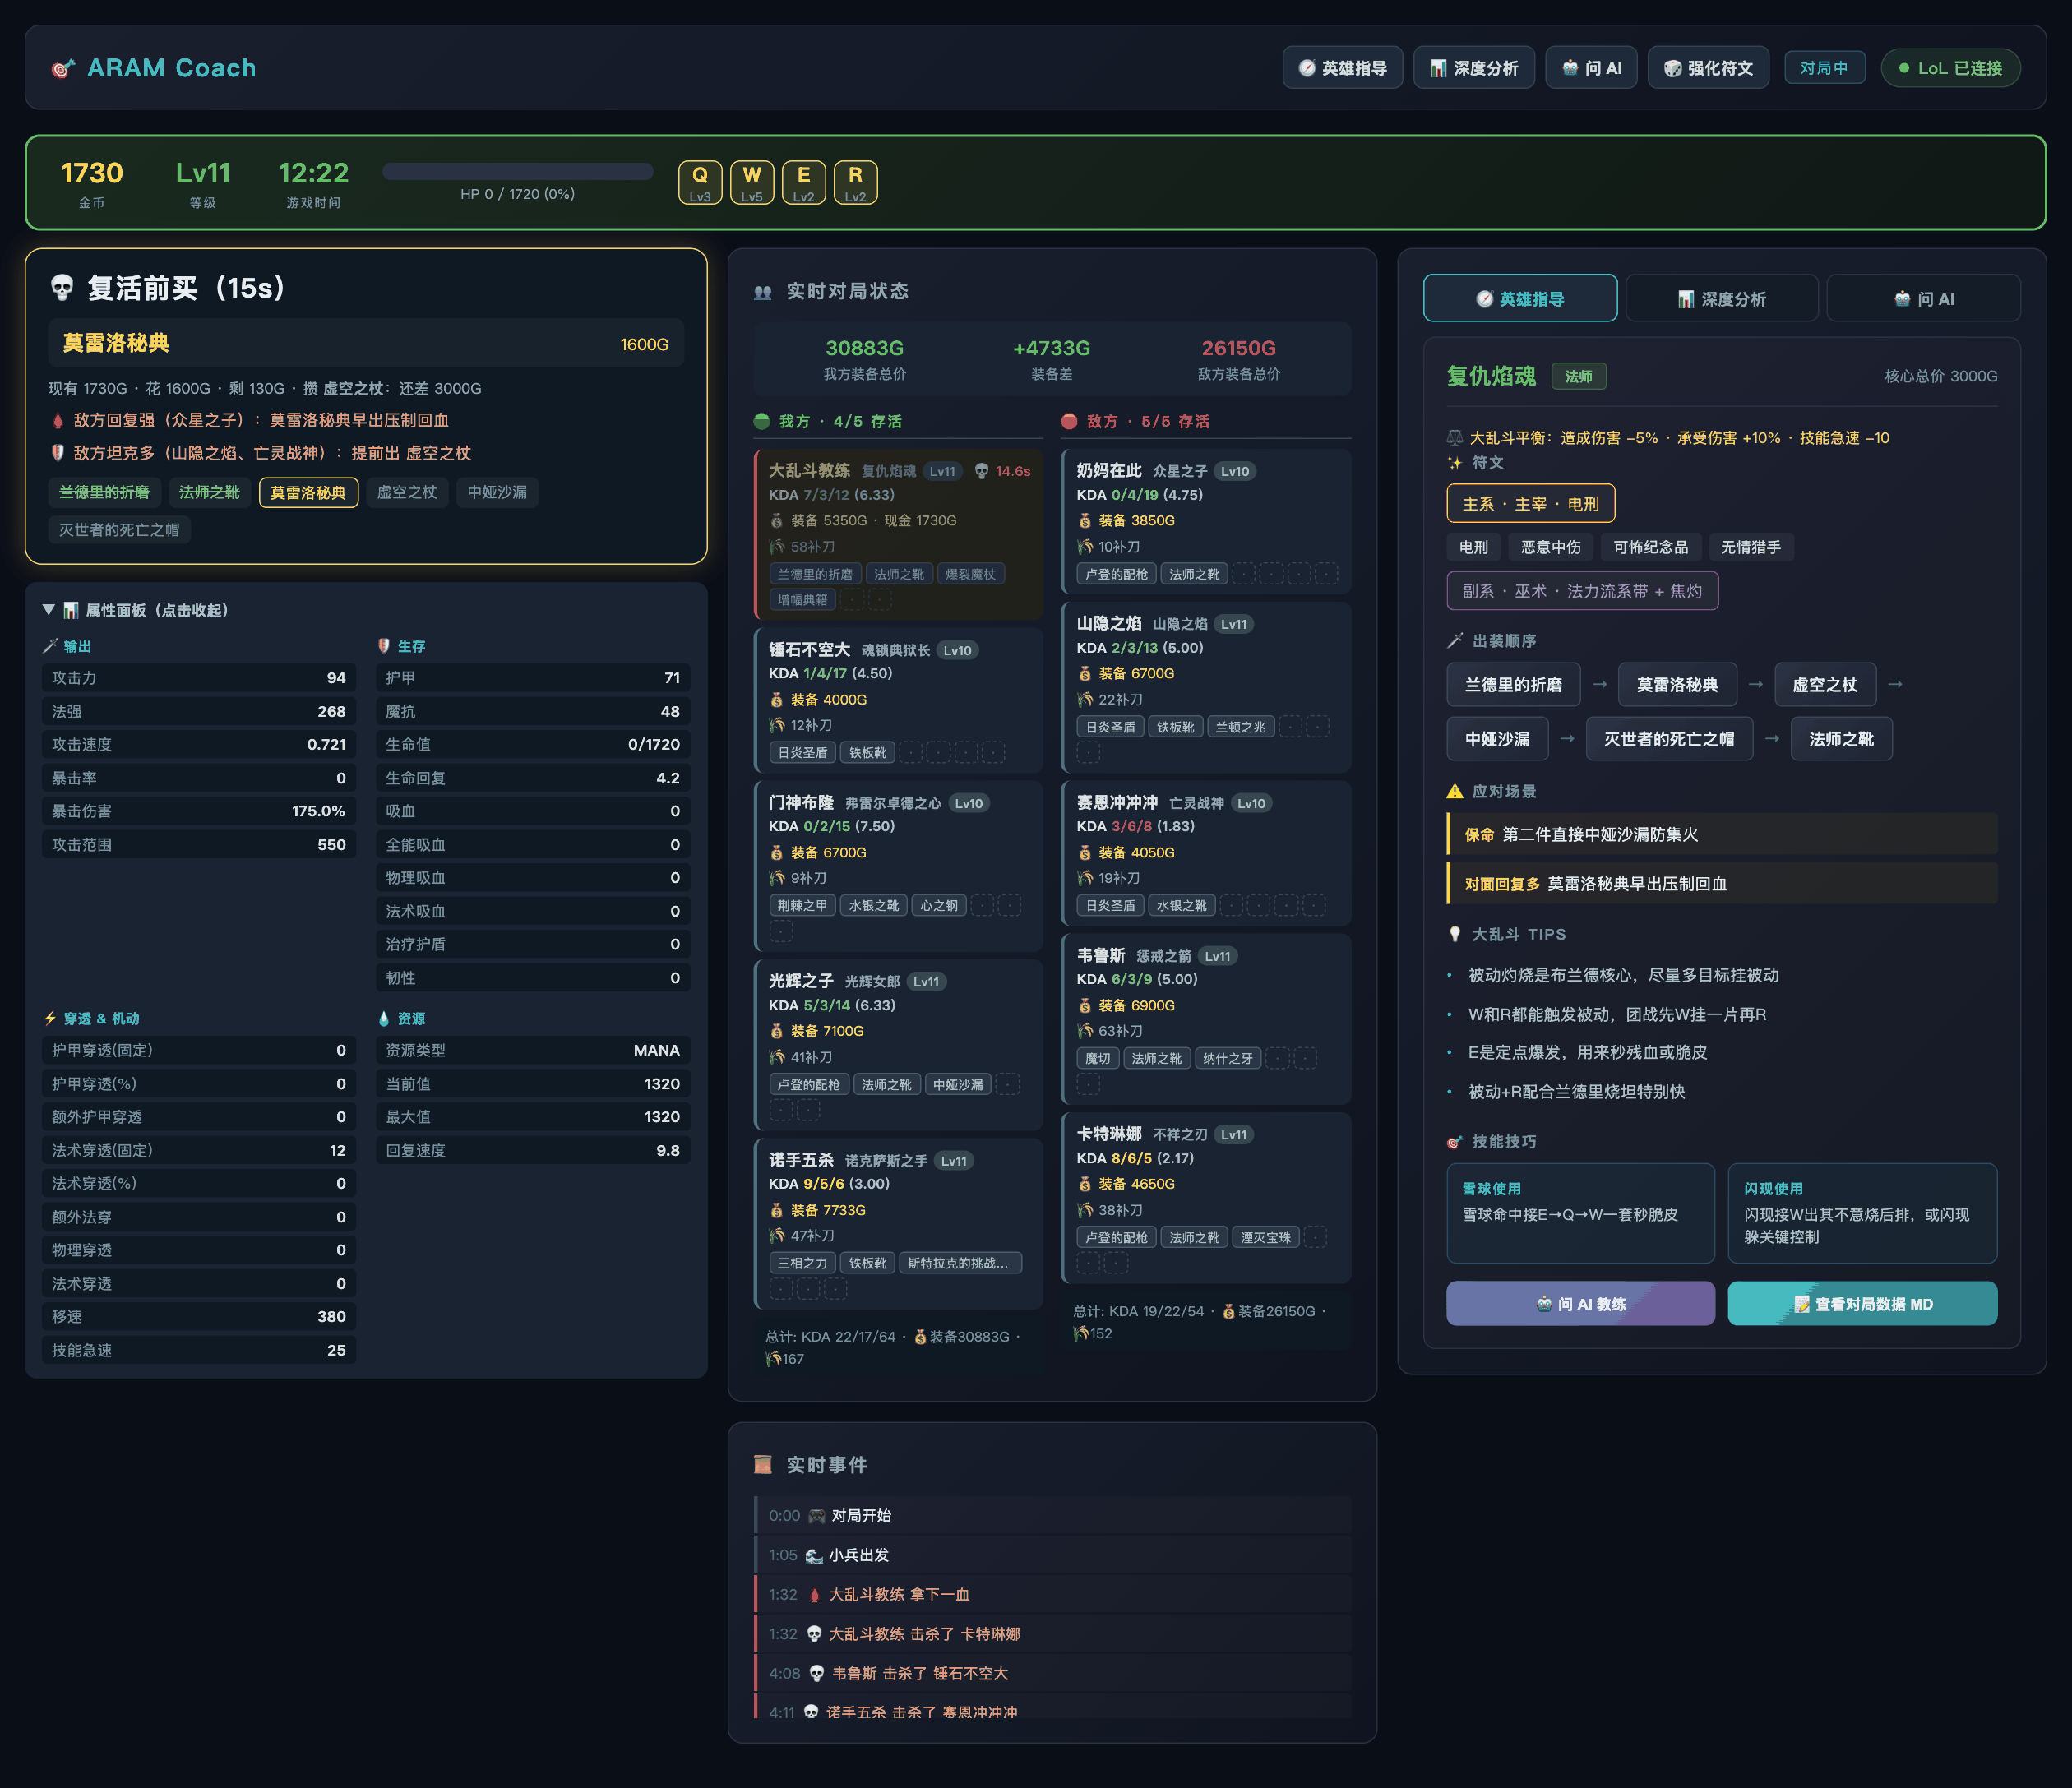 ARAM Coach
英雄指导
深度分析
问 AI
强化符文
对局中
LoL 已连接
1730
金币
Lv11
等级
12:22
游戏时间
HP 0 / 1720 (0%)
Q
Lv3
W
Lv5
E
Lv2
R
Lv2
复活前买（15s）
莫雷洛秘典
1600G
现有 1730G · 花 1600G · 剩 130G · 攒 虚空之杖：还差 3000G
敌方回复强（众星之子）：莫雷洛秘典早出压制回血
敌方坦克多（山隐之焰、亡灵战神）：提前出 虚空之杖
兰德里的折磨
法师之靴
莫雷洛秘典
虚空之杖
中娅沙漏
灭世者的死亡之帽
属性面板（点击收起）
输出
攻击力 94
法强 268
攻击速度 0.721
暴击率 0
暴击伤害 175.0%
攻击范围 550
生存
护甲 71
魔抗 48
生命值 0/1720
生命回复 4.2
吸血 0
全能吸血 0
物理吸血 0
法术吸血 0
治疗护盾 0
韧性 0
穿透 & 机动
护甲穿透(固定) 0
护甲穿透(%) 0
额外护甲穿透 0
法术穿透(固定) 12
法术穿透(%) 0
额外法穿 0
物理穿透 0
法术穿透 0
移速 380
技能急速 25
资源
资源类型 MANA
当前值 1320
最大值 1320
回复速度 9.8
实时对局状态
30883G
我方装备总价
+4733G
装备差
26150G
敌方装备总价
我方 · 4/5 存活
大乱斗教练 复仇焰魂 Lv11 14.6s
KDA 7/3/12 (6.33)
装备 5350G · 现金 1730G
58补刀
兰德里的折磨 法师之靴 爆裂魔杖
增幅典籍 · ·
锤石不空大 魂锁典狱长 Lv10
KDA 1/4/17 (4.50)
装备 4000G
12补刀
日炎圣盾 铁板靴 · · · ·
门神布隆 弗雷尔卓德之心 Lv10
KDA 0/2/15 (7.50)
装备 6700G
9补刀
荆棘之甲 水银之靴 心之钢 · ·
·
光辉之子 光辉女郎 Lv11
KDA 5/3/14 (6.33)
装备 7100G
41补刀
卢登的配枪 法师之靴 中娅沙漏 ·
· ·
诺手五杀 诺克萨斯之手 Lv11
KDA 9/5/6 (3.00)
装备 7733G
47补刀
三相之力 铁板靴 斯特拉克的挑战...
· · ·
总计: KDA 22/17/64 · 装备30883G ·
167
敌方 · 5/5 存活
奶妈在此 众星之子 Lv10
KDA 0/4/19 (4.75)
装备 3850G
10补刀
卢登的配枪 法师之靴 · · · ·
山隐之焰 山隐之焰 Lv11
KDA 2/3/13 (5.00)
装备 6700G
22补刀
日炎圣盾 铁板靴 兰顿之兆 · ·
·
赛恩冲冲冲 亡灵战神 Lv10
KDA 3/6/8 (1.83)
装备 4050G
19补刀
日炎圣盾 水银之靴 · · · ·
韦鲁斯 惩戒之箭 Lv11
KDA 6/3/9 (5.00)
装备 6900G
63补刀
魔切 法师之靴 纳什之牙 · ·
·
卡特琳娜 不祥之刃 Lv11
KDA 8/6/5 (2.17)
装备 4650G
38补刀
卢登的配枪 法师之靴 湮灭宝珠 ·
· ·
总计: KDA 19/22/54 · 装备26150G ·
152
实时事件
0:00 对局开始
1:05 小兵出发
1:32 大乱斗教练 拿下一血
1:32 大乱斗教练 击杀了 卡特琳娜
4:08 韦鲁斯 击杀了 锤石不空大
4:11 诺手五杀 击杀了 赛恩冲冲冲
英雄指导
深度分析
问 AI
复仇焰魂 法师 核心总价 3000G
大乱斗平衡：造成伤害 −5% · 承受伤害 +10% · 技能急速 −10
符文
主系 · 主宰 · 电刑
电刑 恶意中伤 可怖纪念品 无情猎手
副系 · 巫术 · 法力流系带 + 焦灼
出装顺序
兰德里的折磨 → 莫雷洛秘典 → 虚空之杖 →
中娅沙漏 → 灭世者的死亡之帽 → 法师之靴
应对场景
保命 第二件直接中娅沙漏防集火
对面回复多 莫雷洛秘典早出压制回血
大乱斗 TIPS
• 被动灼烧是布兰德核心，尽量多目标挂被动
• W和R都能触发被动，团战先W挂一片再R
• E是定点爆发，用来秒残血或脆皮
• 被动+R配合兰德里烧坦特别快
技能技巧
雪球使用
雪球命中接E→Q→W一套秒脆皮
闪现使用
闪现接W出其不意烧后排，或闪现
躲关键控制
问 AI 教练
查看对局数据 MD